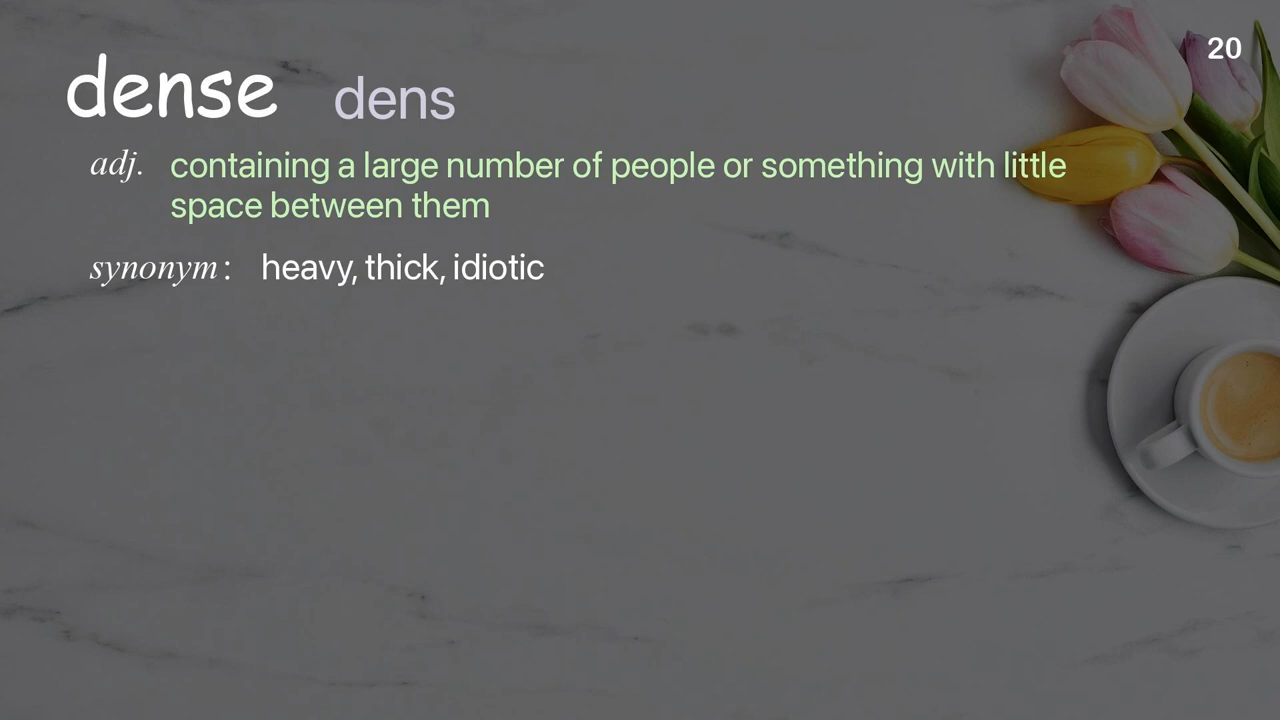 20
dense dens
adj. containing a large number of people or something with little
space between them
synonym: heavy, thick, idiotic